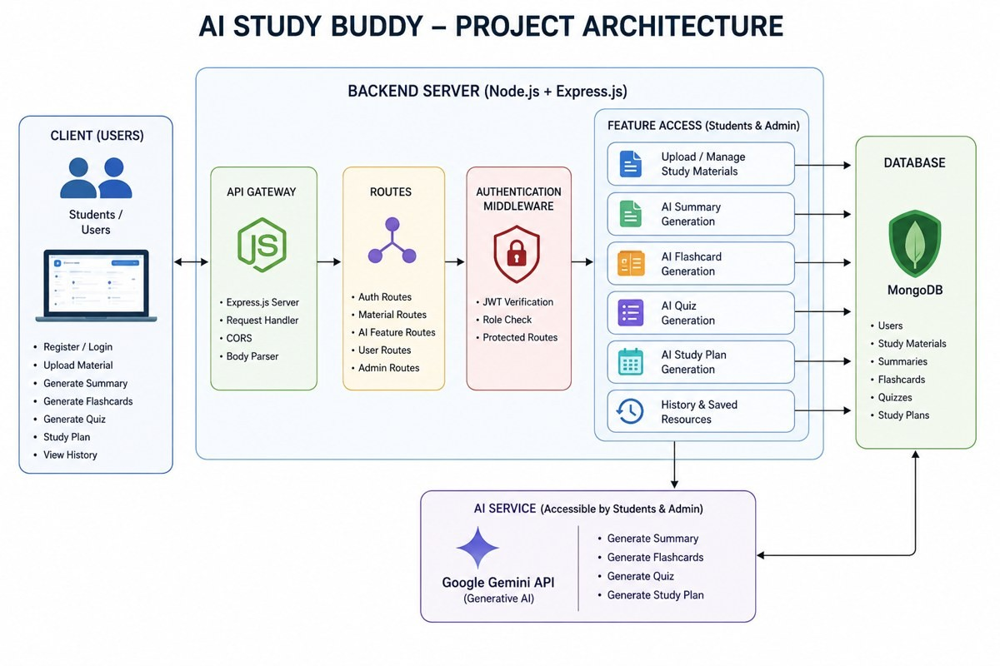 AI STUDY BUDDY – PROJECT ARCHITECTURE
BACKEND SERVER (Node.js + Express.js)
CLIENT (USERS)
Students /
Users
• Register / Login
• Upload Material
• Generate Summary
• Generate Flashcards
• Generate Quiz
• Study Plan
• View History
API GATEWAY
JS
• Express.js Server
• Request Handler
• CORS
• Body Parser
ROUTES
• Auth Routes
• Material Routes
• AI Feature Routes
• User Routes
• Admin Routes
AUTHENTICATION
MIDDLEWARE
• JWT Verification
• Role Check
• Protected Routes
FEATURE ACCESS (Students & Admin)
Upload / Manage
Study Materials
AI Summary
Generation
AI Flashcard
Generation
AI Quiz
Generation
AI Study Plan
Generation
History & Saved
Resources
DATABASE
MongoDB
• Users
• Study Materials
• Summaries
• Flashcards
• Quizzes
• Study Plans
AI SERVICE (Accessible by Students & Admin)
Google Gemini API
(Generative AI)
• Generate Summary
• Generate Flashcards
• Generate Quiz
• Generate Study Plan